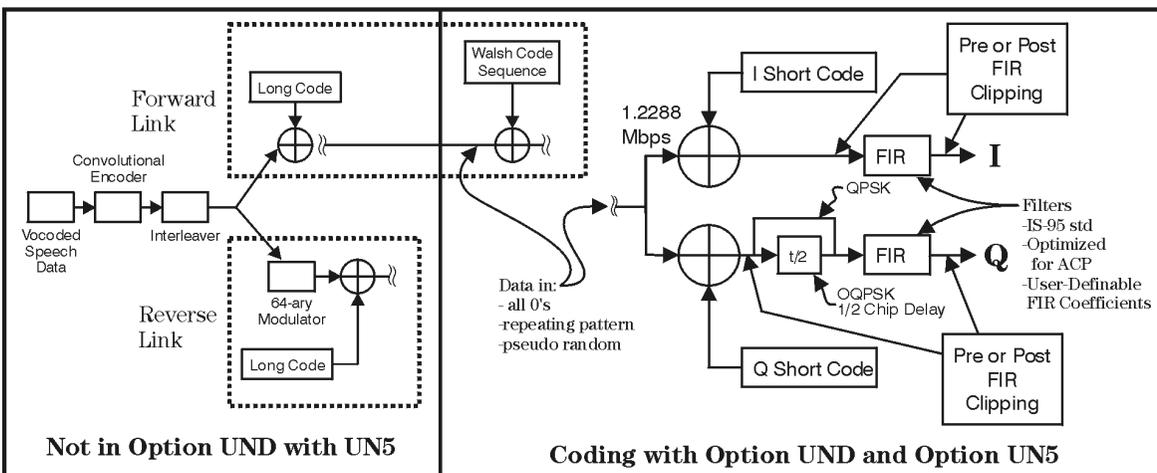 Forward
Link
Long Code
Convolutional
Encoder
Vocoded
Speech
Data
Interleaver
Reverse
Link
64-ary
Modulator
Long Code
Not in Option UND with UN5
Walsh Code
Sequence
Data in:
- all 0's
-repeating pattern
-pseudo random
1.2288
Mbps
I Short Code
Pre or Post
FIR
Clipping
FIR
I
QPSK
t/2
FIR
Q
OQPSK
1/2 Chip Delay
Filters
-IS-95 std
-Optimized
for ACP
-User-Definable
FIR Coefficients
Q Short Code
Pre or Post
FIR
Clipping
Coding with Option UND and Option UN5